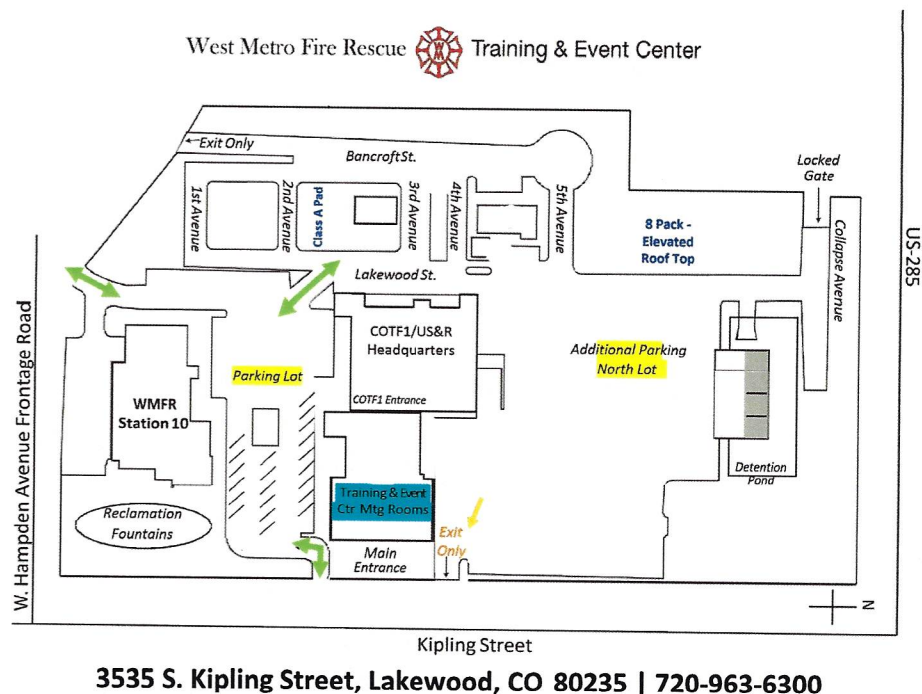 West Metro Fire Rescue Training & Event Center
Exit Only
Bancroft St.
Locked
Gate
1st Avenue
2nd Avenue
Class A Pad
3rd Avenue
4th Avenue
5th Avenue
8 Pack -
Elevated
Roof Top
Collapse Avenue
US-285
Lakewood St.
W. Hampden Avenue Frontage Road
COTF1/US&R
Headquarters
Additional Parking
North Lot
Parking Lot
COTF1 Entrance
WMFR
Station 10
Detention
Pond
Training & Event
Ctr Mtg Rooms
Reclamation
Fountains
Exit
Only
Main
Entrance
N
Kipling Street
3535 S. Kipling Street, Lakewood, CO 80235 | 720-963-6300